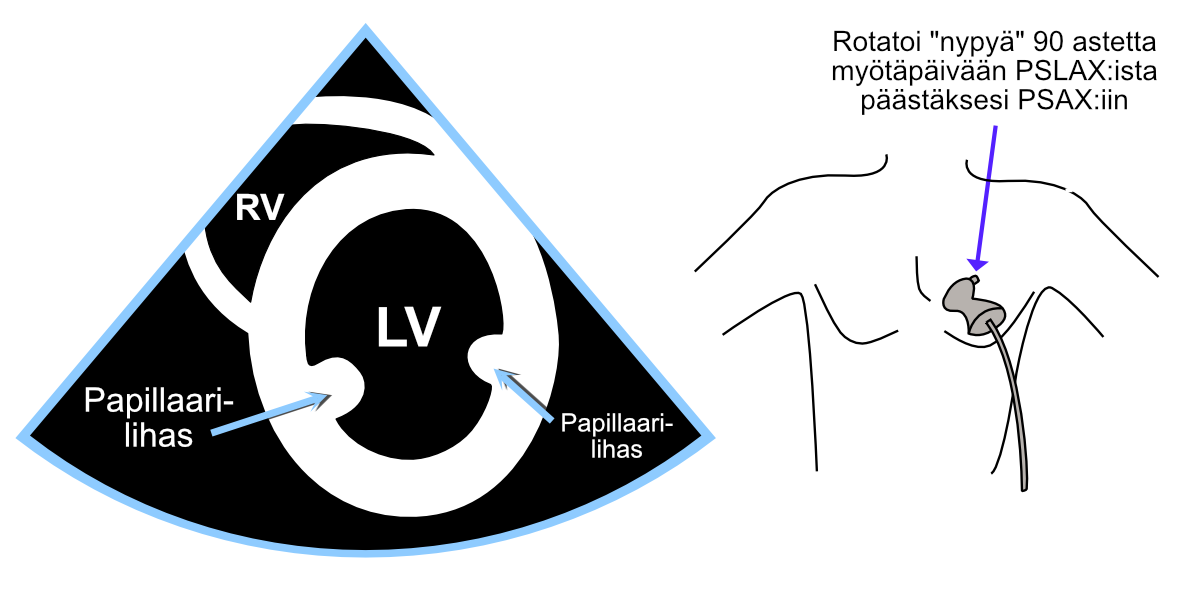 RV
LV
Papillaari-
lihas
Papillaari-
lihas
Rotatoi "nypyä" 90 astetta
myötäpäivään PSLAX:ista
päästäksesi PSAX:iin